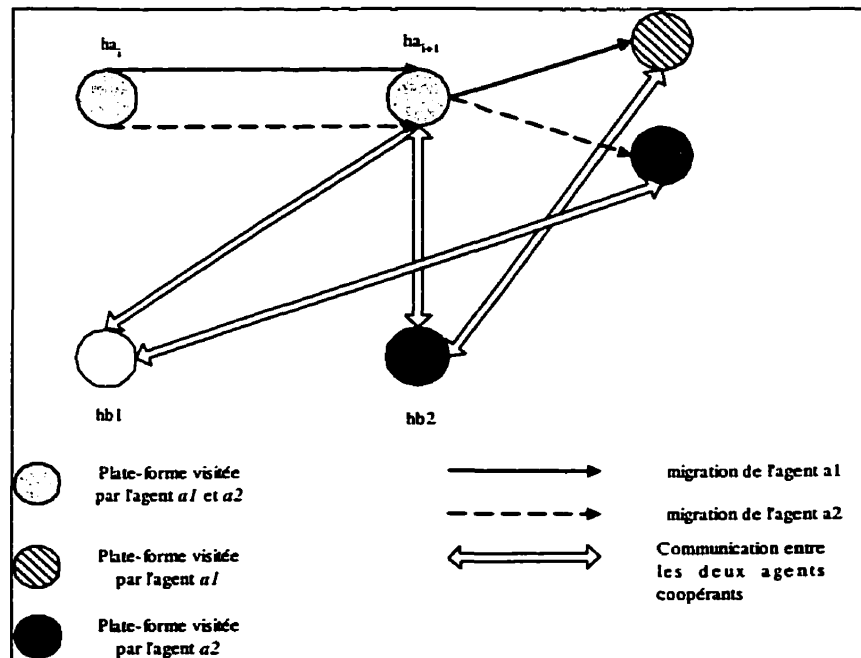 ha_i
ha_{i+1}
hb1
hb2
Plate-forme visitée
par l'agent a1 et a2
Plate-forme visitée
par l'agent a1
Plate-forme visitée
par l'agent a2
migration de l'agent a1
migration de l'agent a2
Communication entre
les deux agents
coopérants